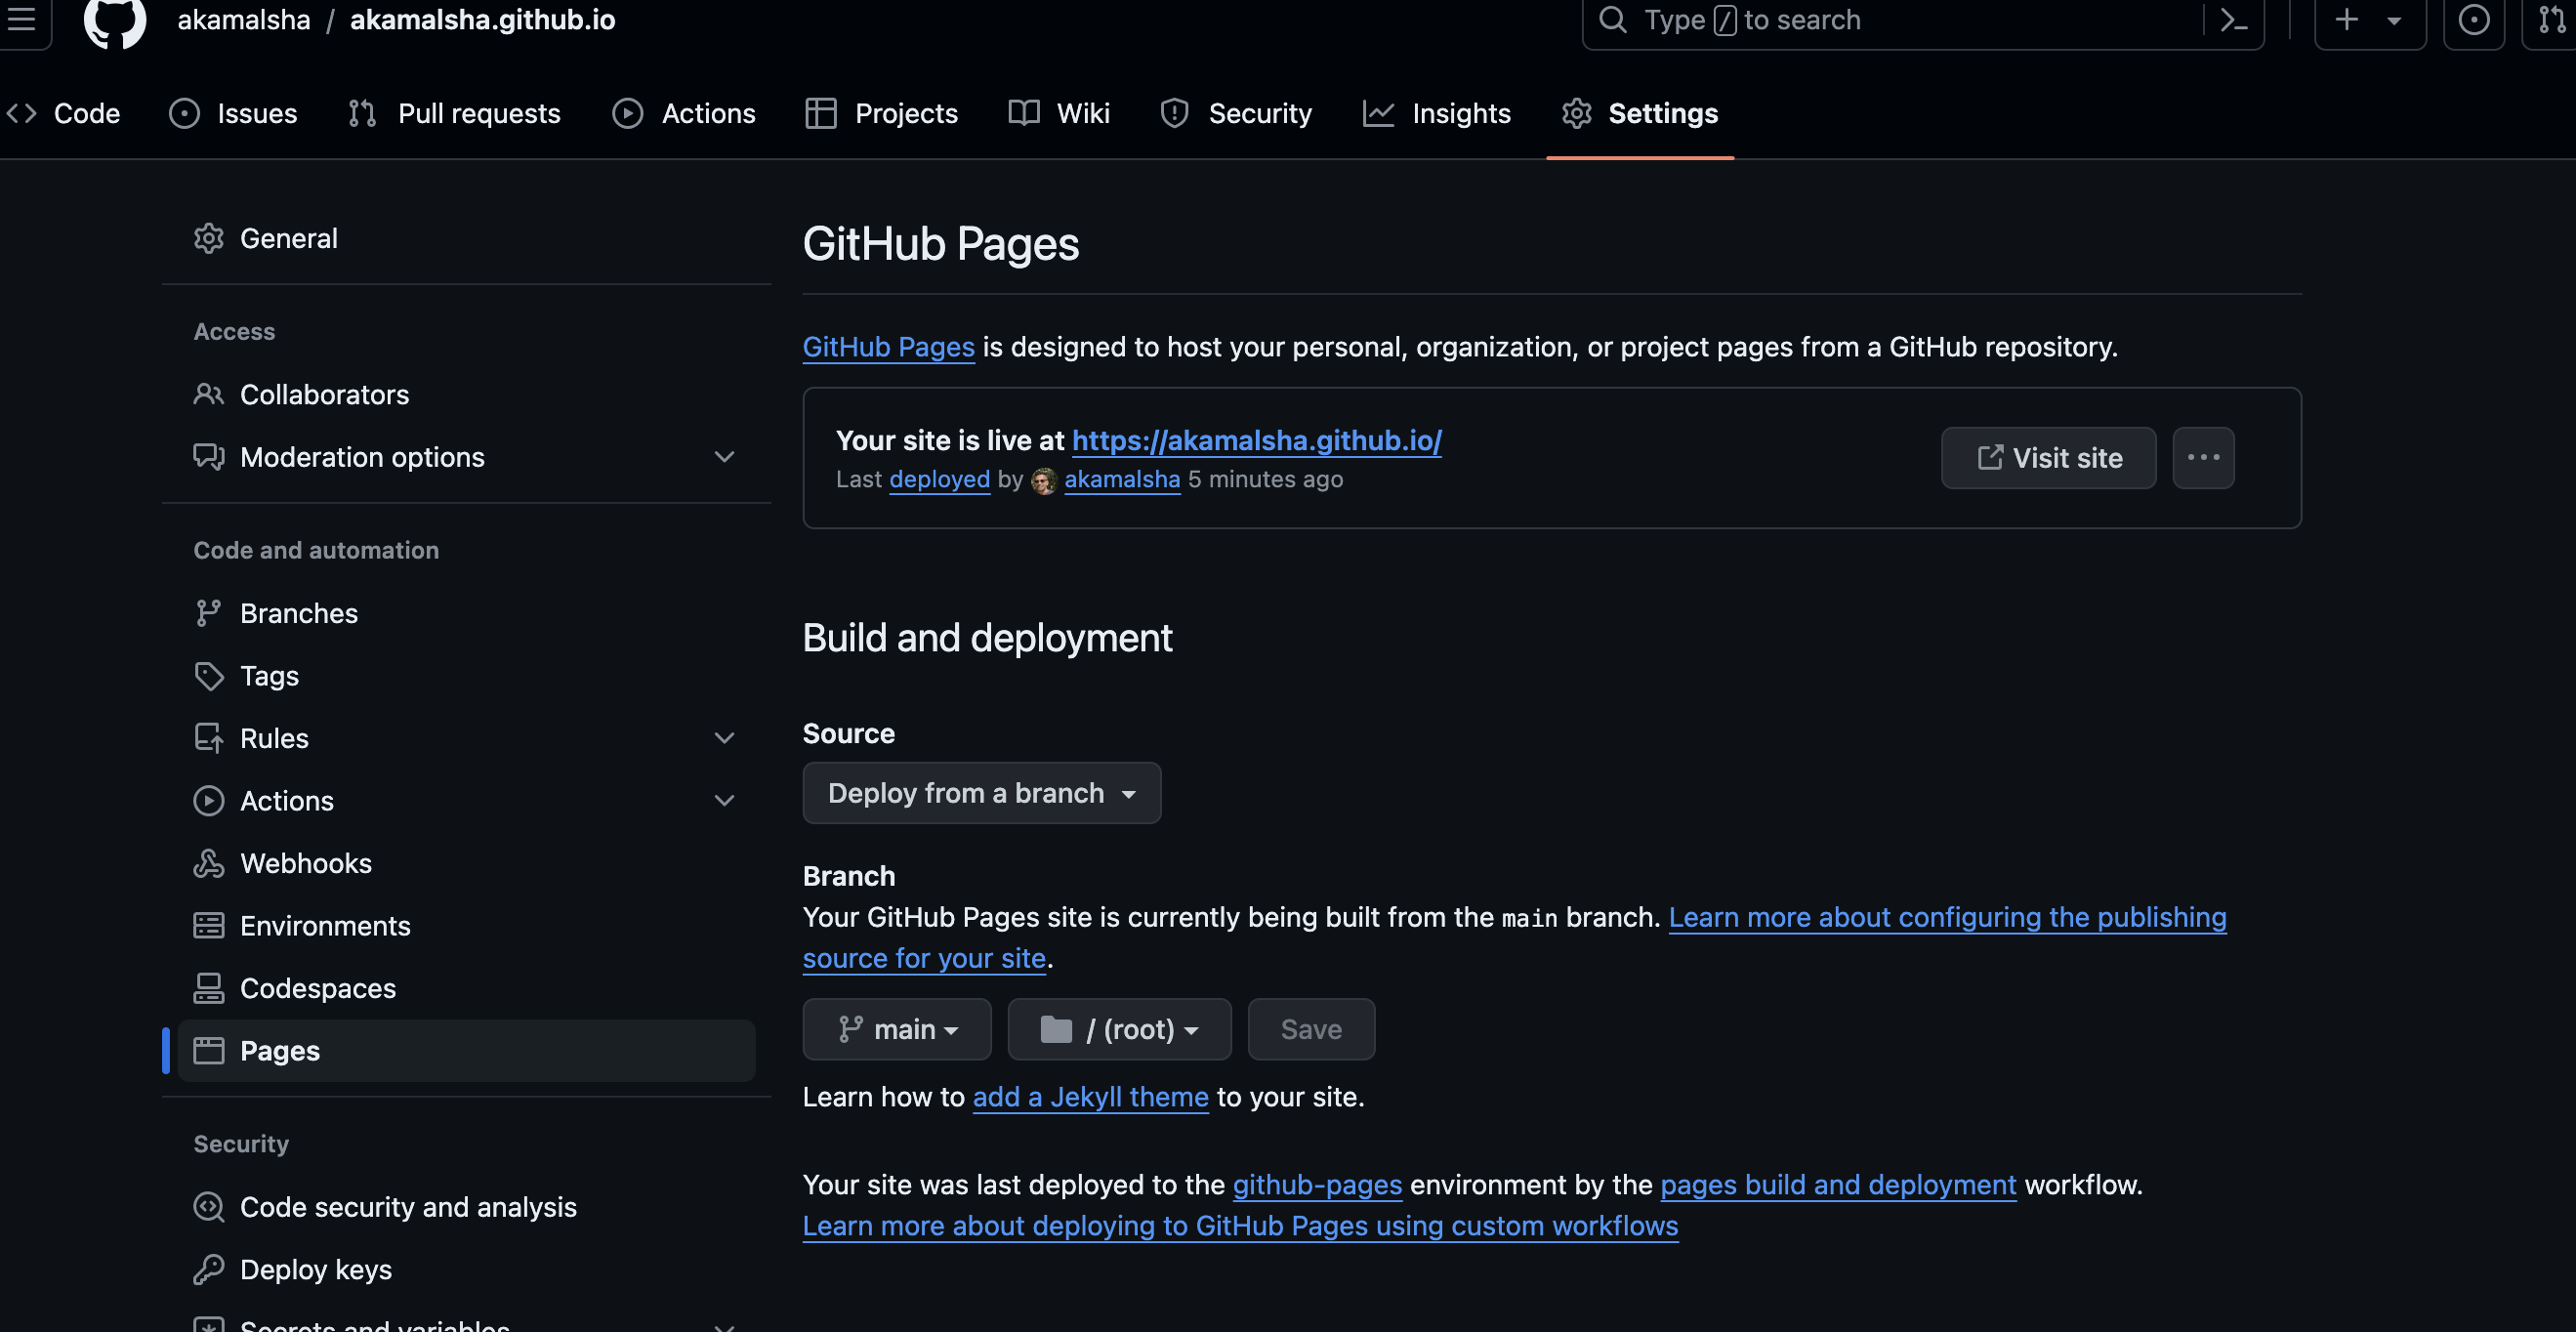 akamalsha / akamalsha.github.io
Type / to search
Code Issues Pull requests Actions Projects Wiki Security Insights Settings
General
Access
Collaborators
Moderation options
Code and automation
Branches
Tags
Rules
Actions
Webhooks
Environments
Codespaces
Pages
Security
Code security and analysis
Deploy keys
Secrets and variables
GitHub Pages
GitHub Pages is designed to host your personal, organization, or project pages from a GitHub repository.
Your site is live at https://akamalsha.github.io/
Last deployed by akamalsha 5 minutes ago
Visit site
Build and deployment
Source
Deploy from a branch
Branch
Your GitHub Pages site is currently being built from the main branch. Learn more about configuring the publishing
source for your site.
main / (root) Save
Learn how to add a Jekyll theme to your site.
Your site was last deployed to the github-pages environment by the pages build and deployment workflow.
Learn more about deploying to GitHub Pages using custom workflows